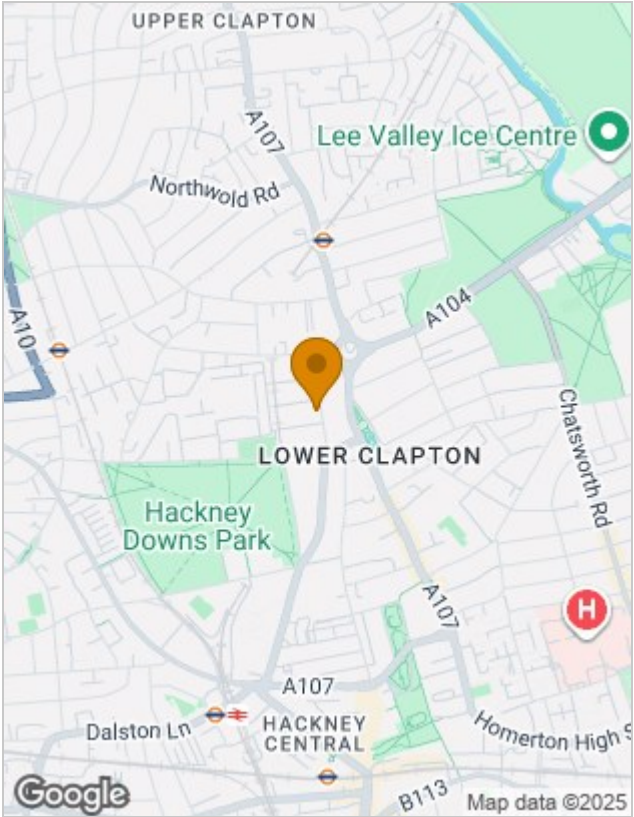 UPPER CLAPTON
A107
Lee Valley Ice Centre
Northwold Rd
A104
A10
Chatsworth Rd
LOWER CLAPTON
Hackney
Downs Park
H
A107
A107
Dalston Ln
HACKNEY
CENTRAL
Homerton High S
B113
Google
Map data ©2025